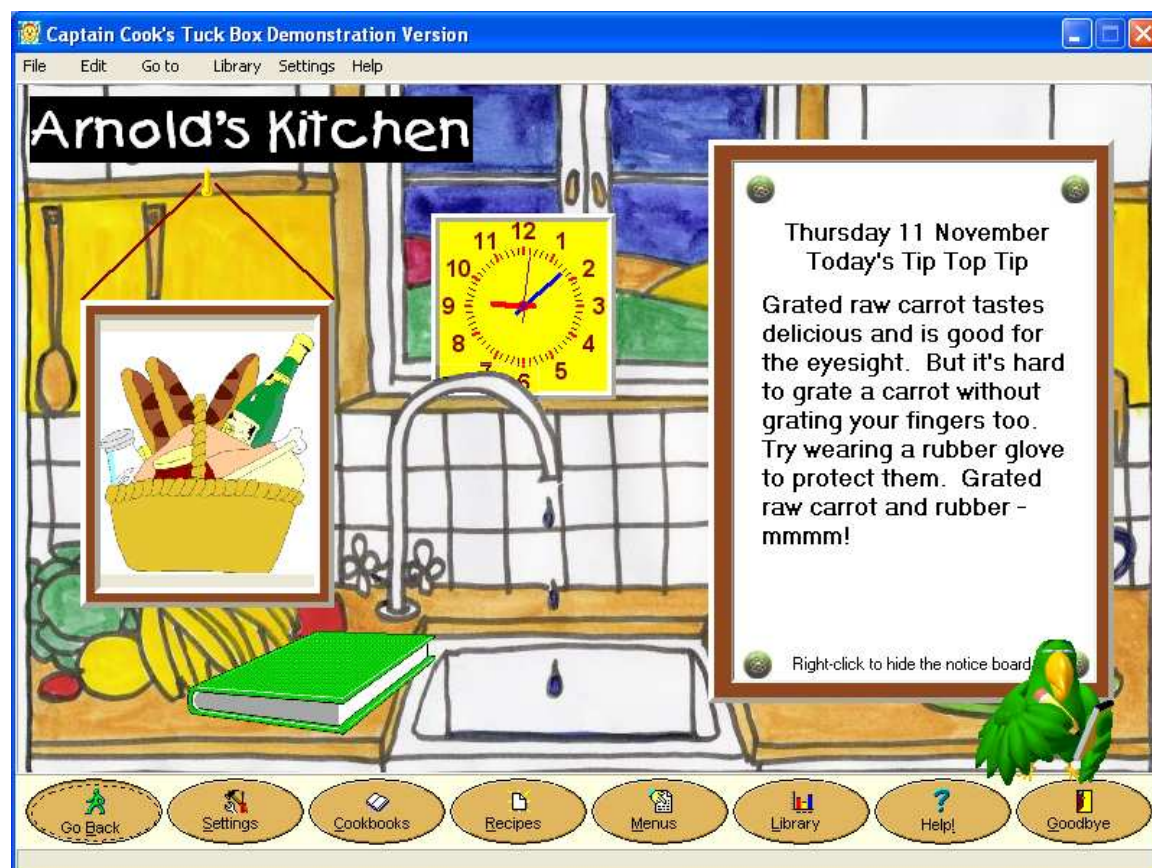 Captain Cook's Tuck Box Demonstration Version
File Edit Go to Library Settings Help
Arnold's Kitchen
12
11 1
10 2
9 3
8 4
7 5
6
Thursday 11 November
Today's Tip Top Tip
Grated raw carrot tastes
delicious and is good for
the eyesight. But it's hard
to grate a carrot without
grating your fingers too.
Try wearing a rubber glove
to protect them. Grated
raw carrot and rubber -
mmmm!
Right-click to hide the notice board
Go Back Settings Cookbooks Recipes Menus Library Help! Goodbye